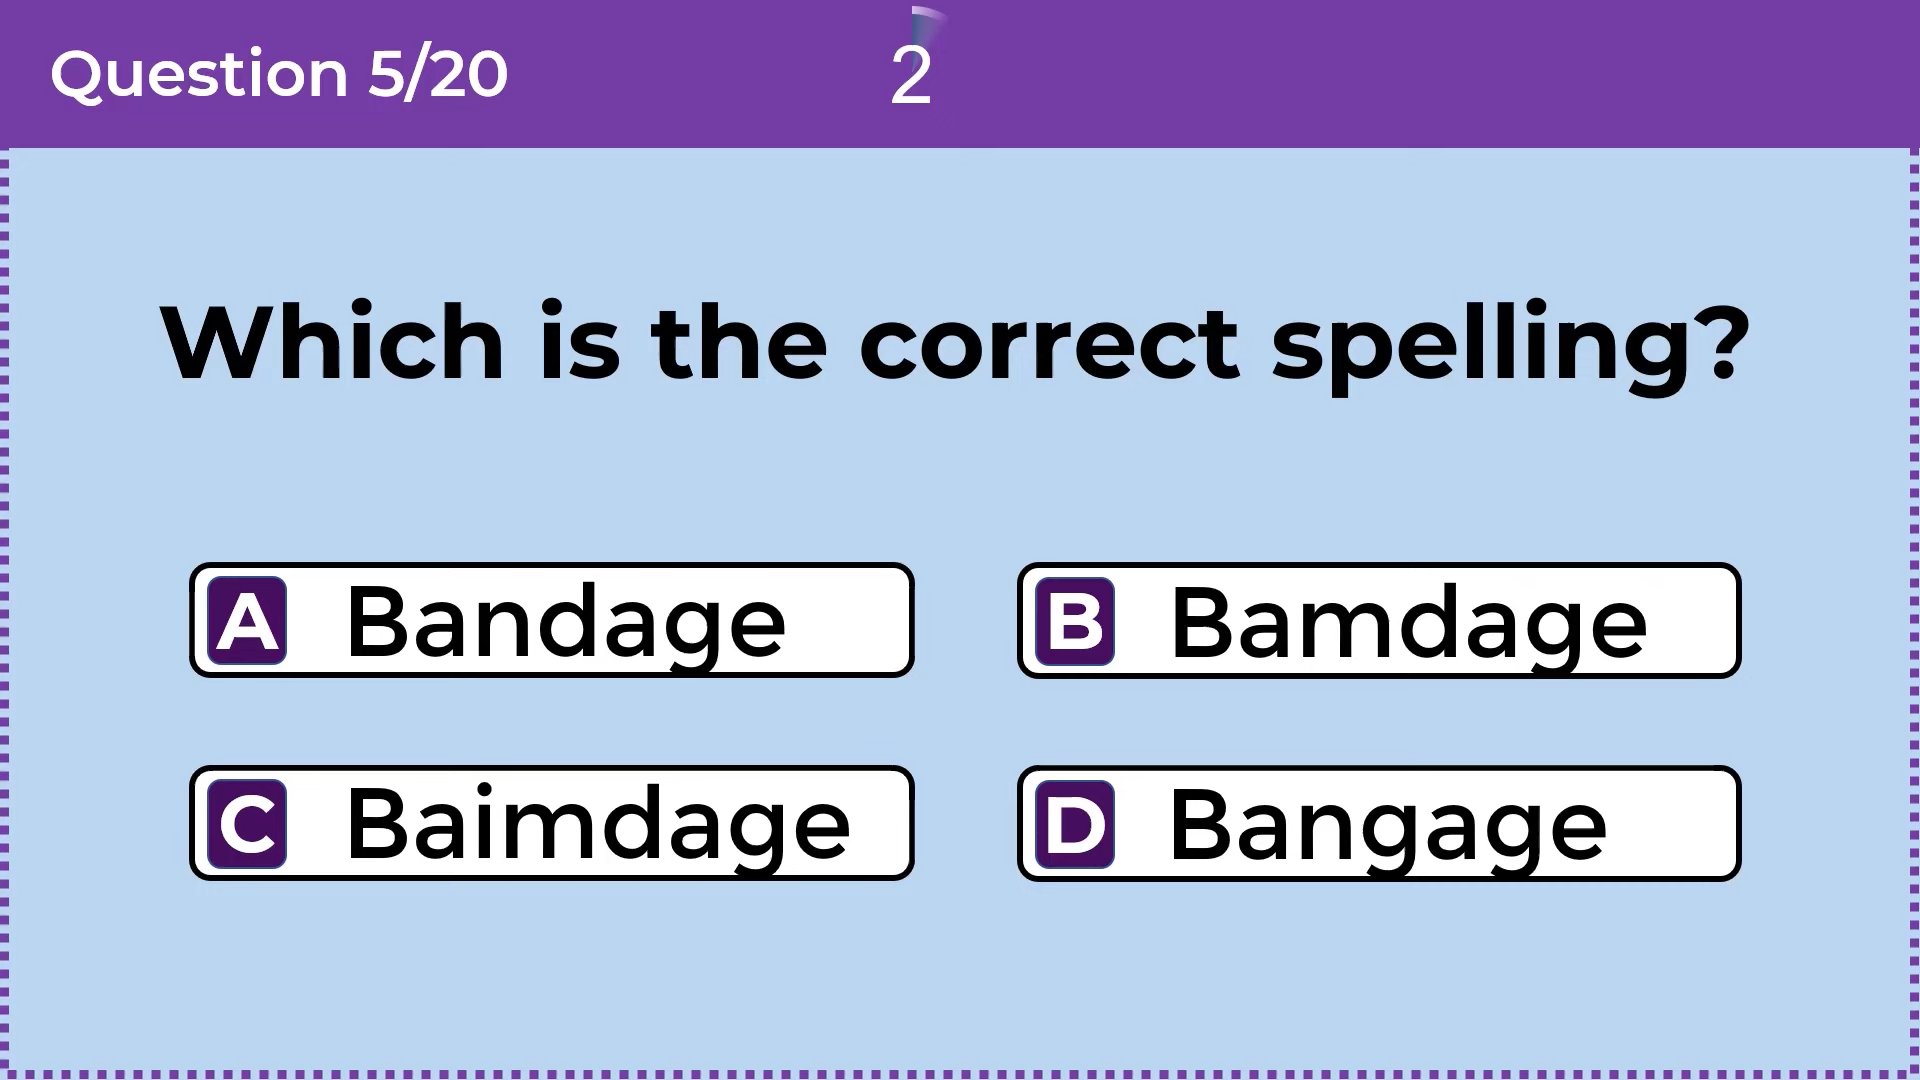 Question 5/20
2
Which is the correct spelling?
A Bandage
B Bamdage
C Baimdage
D Bangage